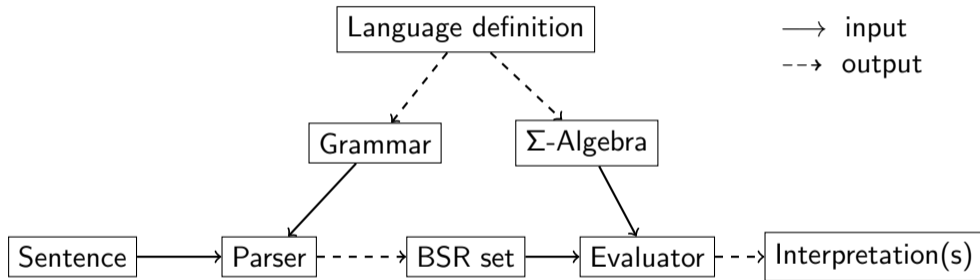 Language definition
input
output
Grammar
Σ-Algebra
Sentence
Parser
BSR set
Evaluator
Interpretation(s)